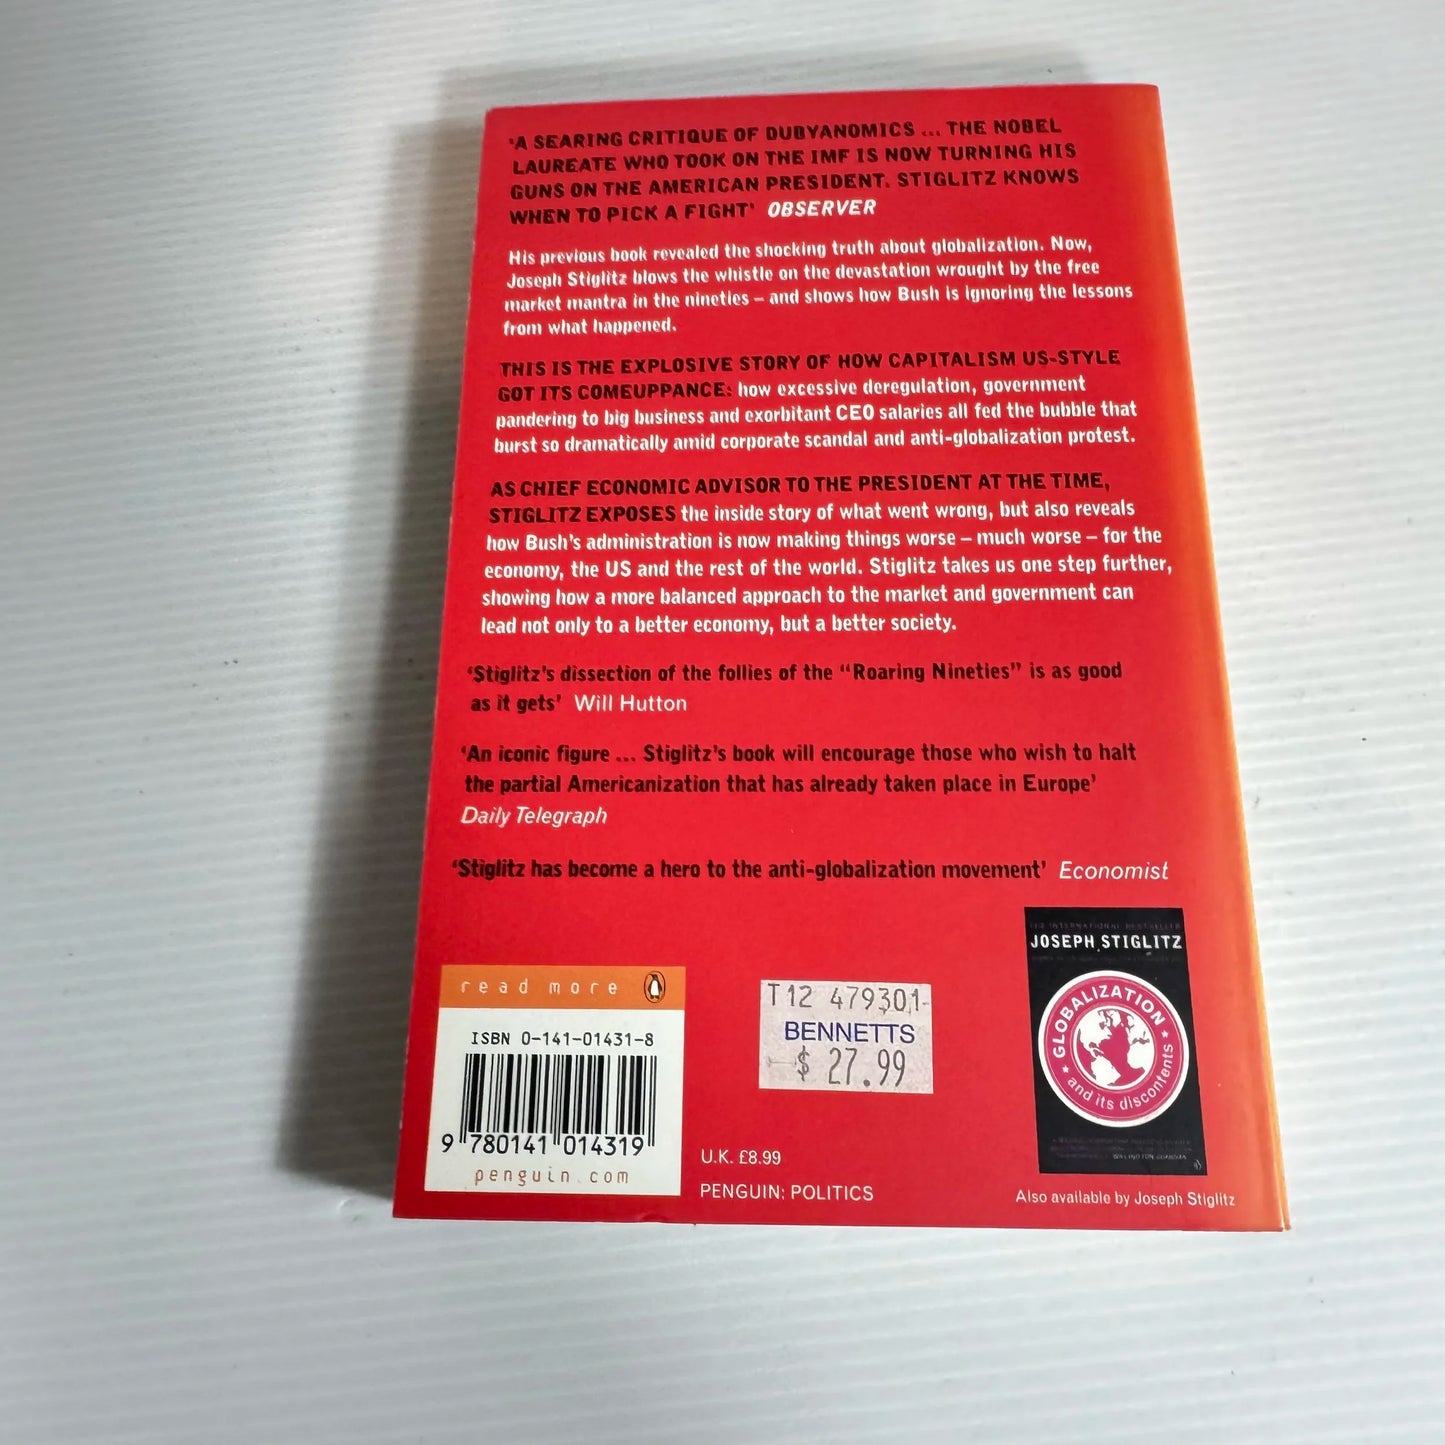 ‘A SEARING CRITIQUE OF DUBYANOMICS ... THE NOBEL
LAUREATE WHO TOOK ON THE IMF IS NOW TURNING HIS
GUNS ON THE AMERICAN PRESIDENT. STIGLITZ KNOWS
WHEN TO PICK A FIGHT’ OBSERVER
His previous book revealed the shocking truth about globalization. Now,
Joseph Stiglitz blows the whistle on the devastation wrought by the free
market mantra in the nineties – and shows how Bush is ignoring the lessons
from what happened.
THIS IS THE EXPLOSIVE STORY OF HOW CAPITALISM US-STYLE
GOT ITS COMEUPPANCE: how excessive deregulation, government
pandering to big business and exorbitant CEO salaries all fed the bubble that
burst so dramatically amid corporate scandal and anti-globalization protest.
AS CHIEF ECONOMIC ADVISOR TO THE PRESIDENT AT THE TIME,
STIGLITZ EXPOSES the inside story of what went wrong, but also reveals
how Bush’s administration is now making things worse – much worse – for the
economy, the US and the rest of the world. Stiglitz takes us one step further,
showing how a more balanced approach to the market and government can
lead not only to a better economy, but a better society.
‘Stiglitz’s dissection of the follies of the “Roaring Nineties” is as good
as it gets’ Will Hutton
‘An iconic figure ... Stiglitz’s book will encourage those who wish to halt
the partial Americanization that has already taken place in Europe’
Daily Telegraph
‘Stiglitz has become a hero to the anti-globalization movement’ Economist
read more
ISBN 0-141-01431-8
9 780141 014319
penguin.com
T12 479301-
BENNETTS
$ 27.99
U.K. £8.99
PENGUIN: POLITICS
THE INTERNATIONAL BESTSELLER
JOSEPH STIGLITZ
GLOBALIZATION
and its discontents
Also available by Joseph Stiglitz